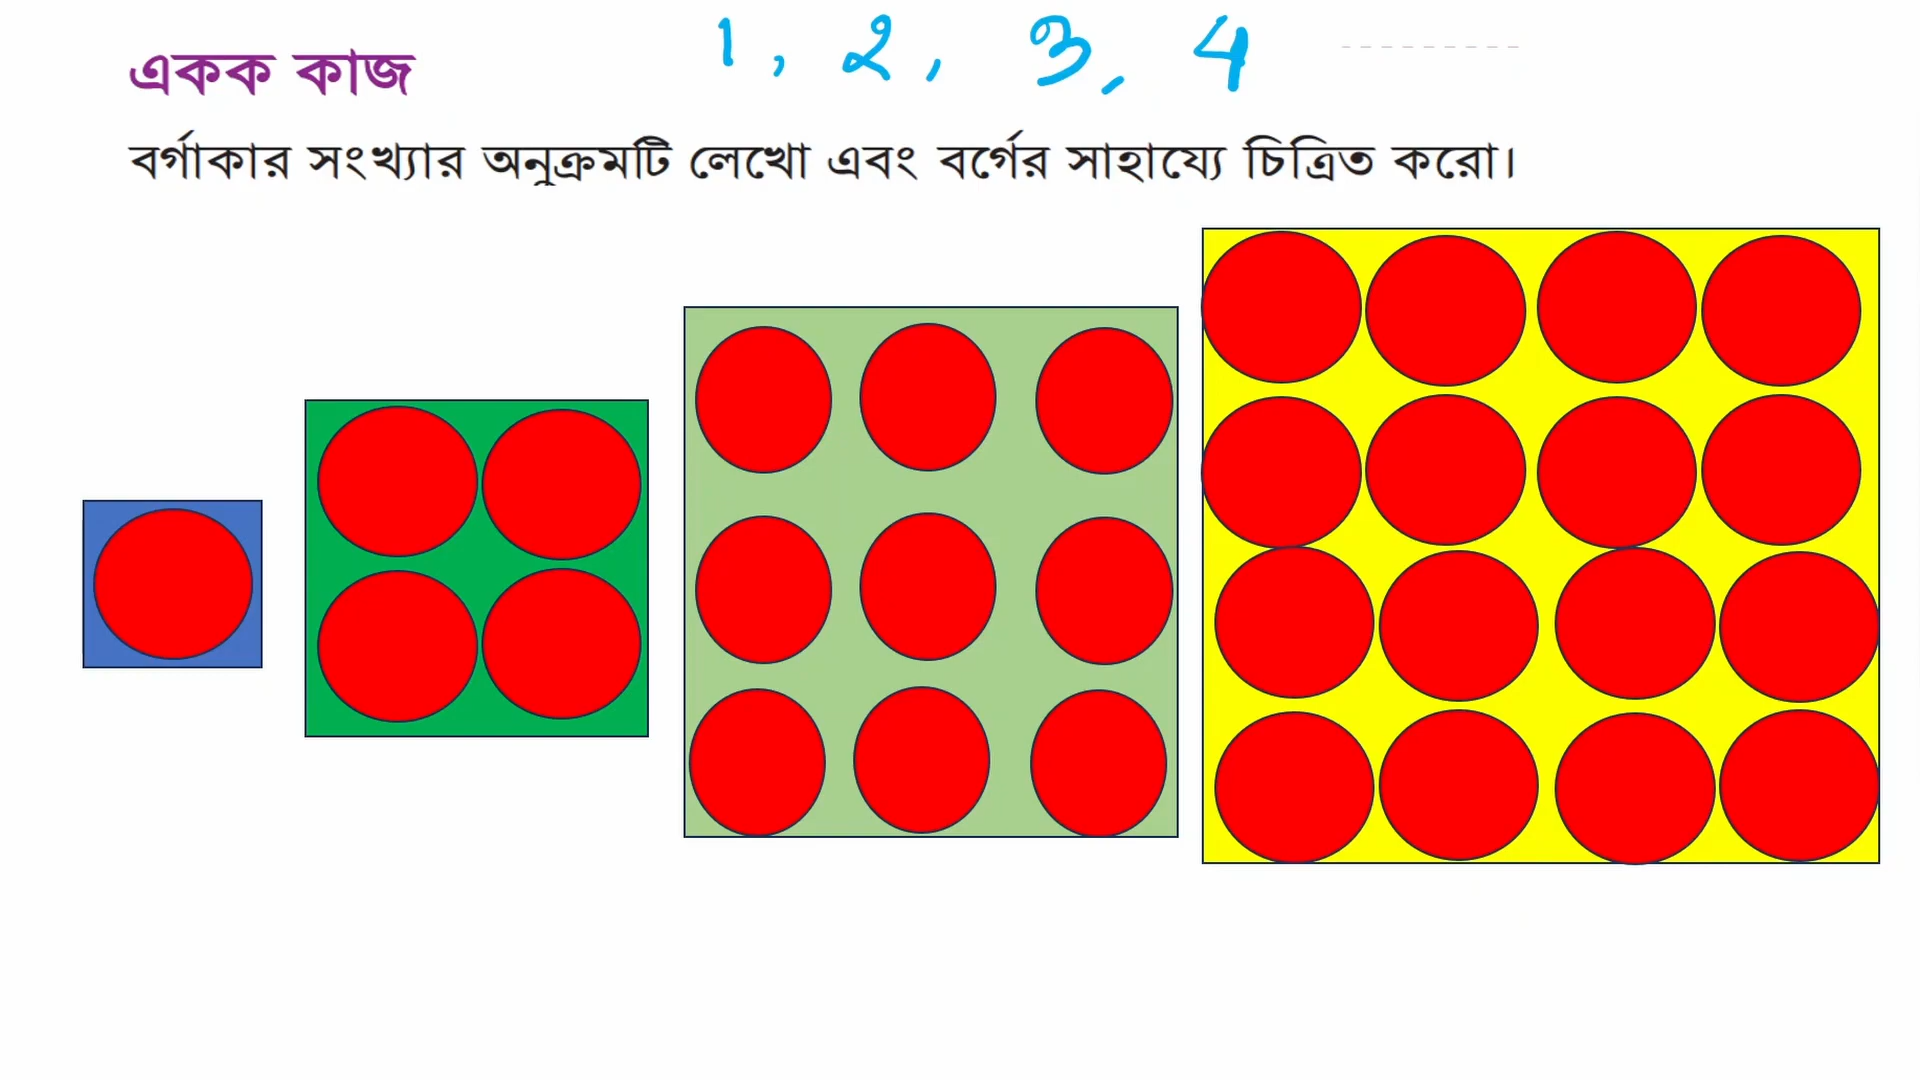 1, 2, 3, 4
একক কাজ
বর্গাকার সংখ্যার অনুক্রমটি লেখো এবং বর্গের সাহায্যে চিত্রিত করো।